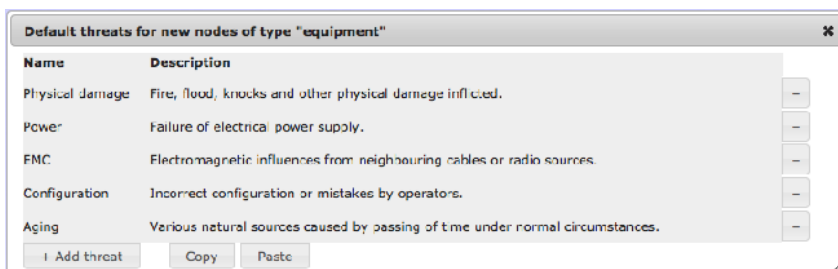 Default threats for new nodes of type "equipment" ×
Name Description
Physical damage Fire, flood, knocks and other physical damage inflicted. –
Power Failure of electrical power supply. –
EMC Electromagnetic influences from neighbouring cables or radio sources. –
Configuration Incorrect configuration or mistakes by operators. –
Aging Various natural sources caused by passing of time under normal circumstances. –
+ Add threat Copy Paste